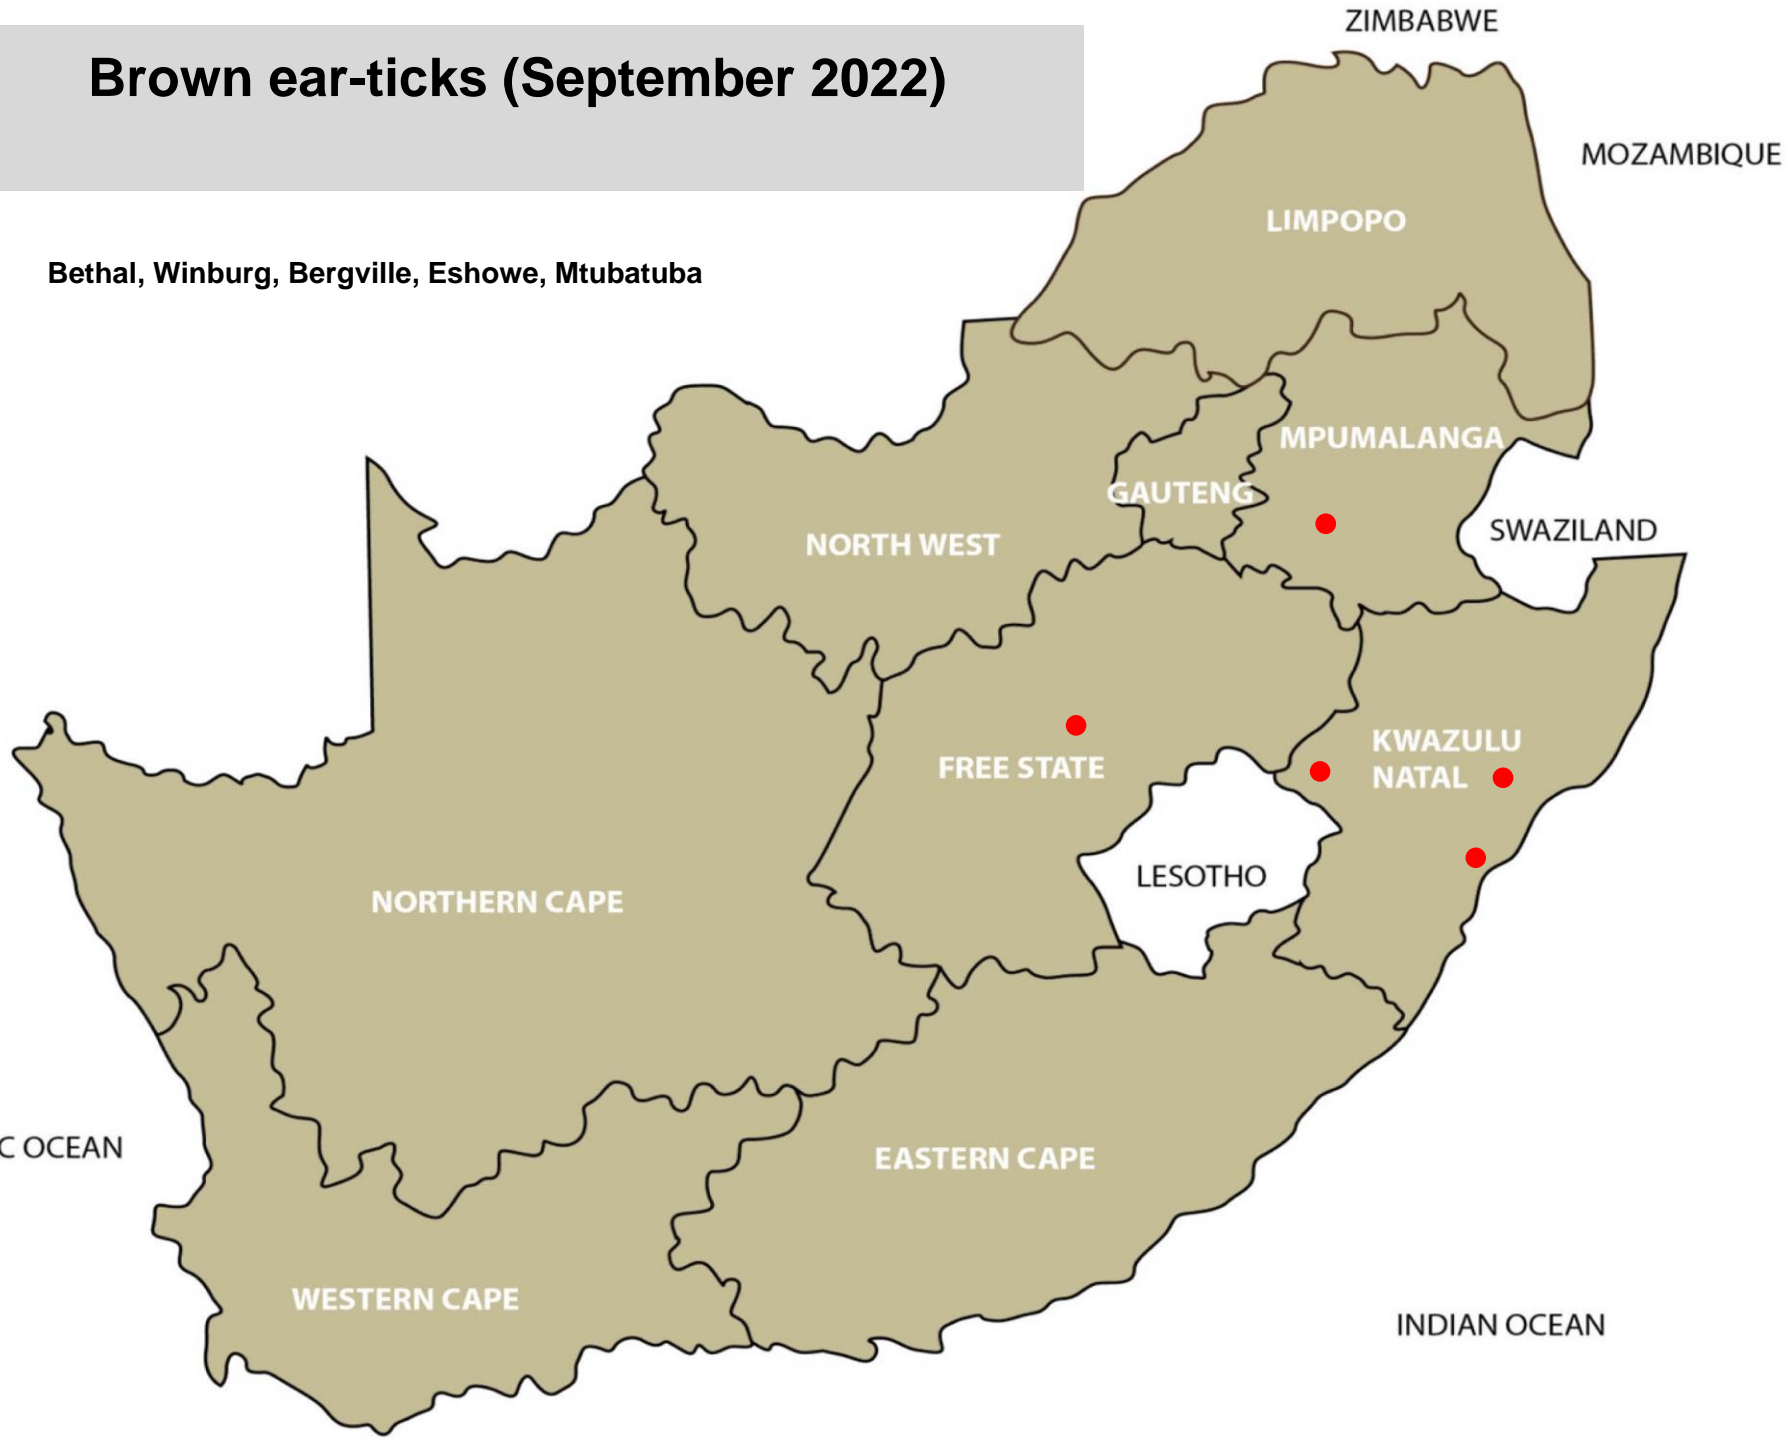 ZIMBABWE
Brown ear-ticks (September 2022)
MOZAMBIQUE
LIMPOPO
Bethal, Winburg, Bergville, Eshowe, Mtubatuba
MPUMALANGA
GAUTENG
SWAZILAND
NORTH WEST
KWAZULU
NATAL
FREE STATE
LESOTHO
NORTHERN CAPE
C OCEAN
EASTERN CAPE
WESTERN CAPE
INDIAN OCEAN